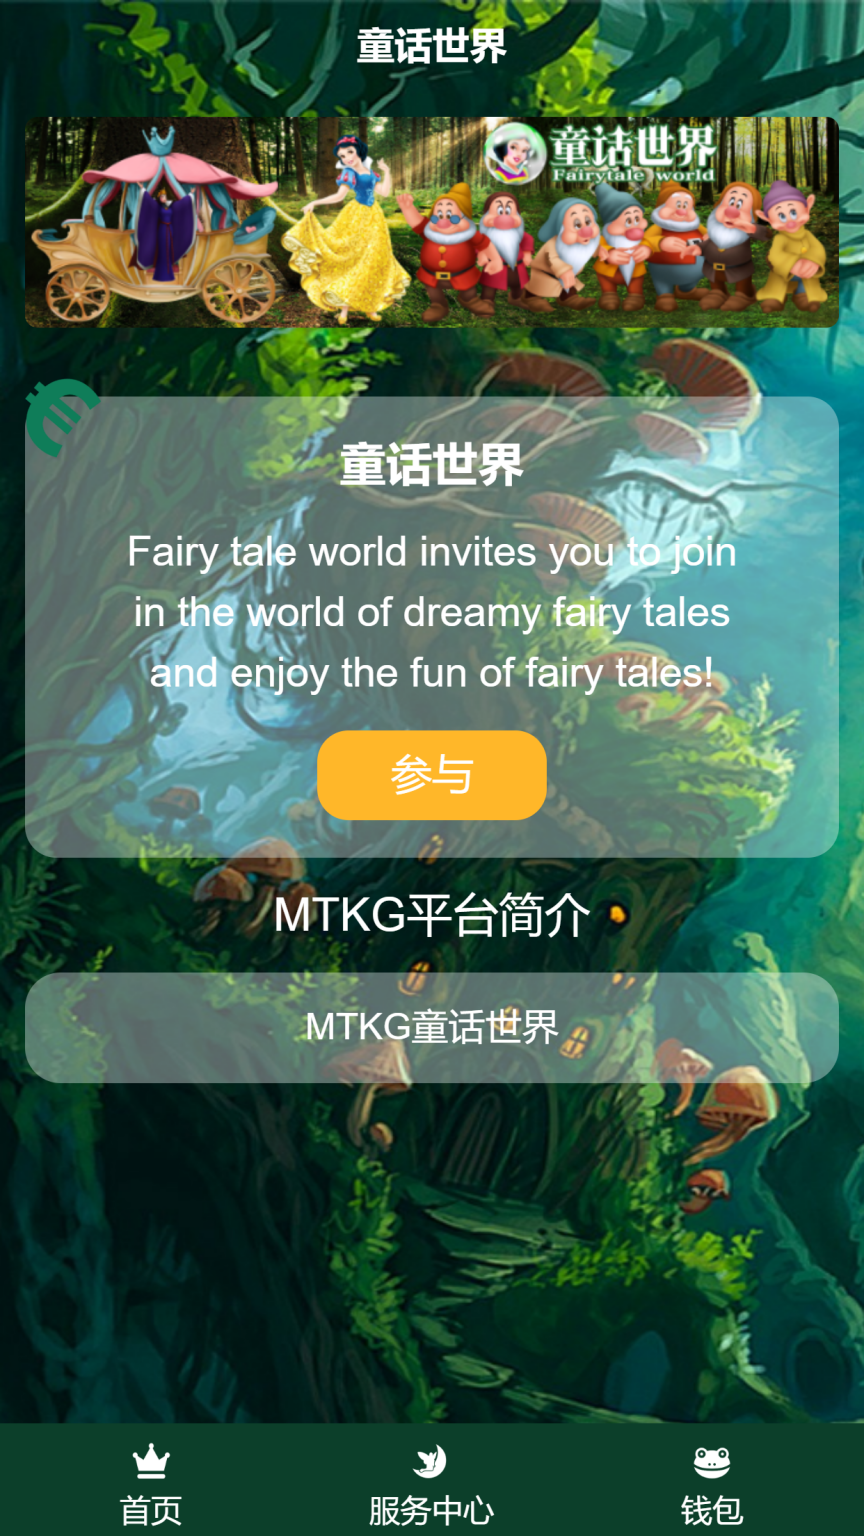 童话世界
童话世界
Fairytale world
童话世界
Fairy tale world invites you to join
in the world of dreamy fairy tales
and enjoy the fun of fairy tales!
参与
MTKG平台简介
MTKG童话世界
首页
服务中心
钱包